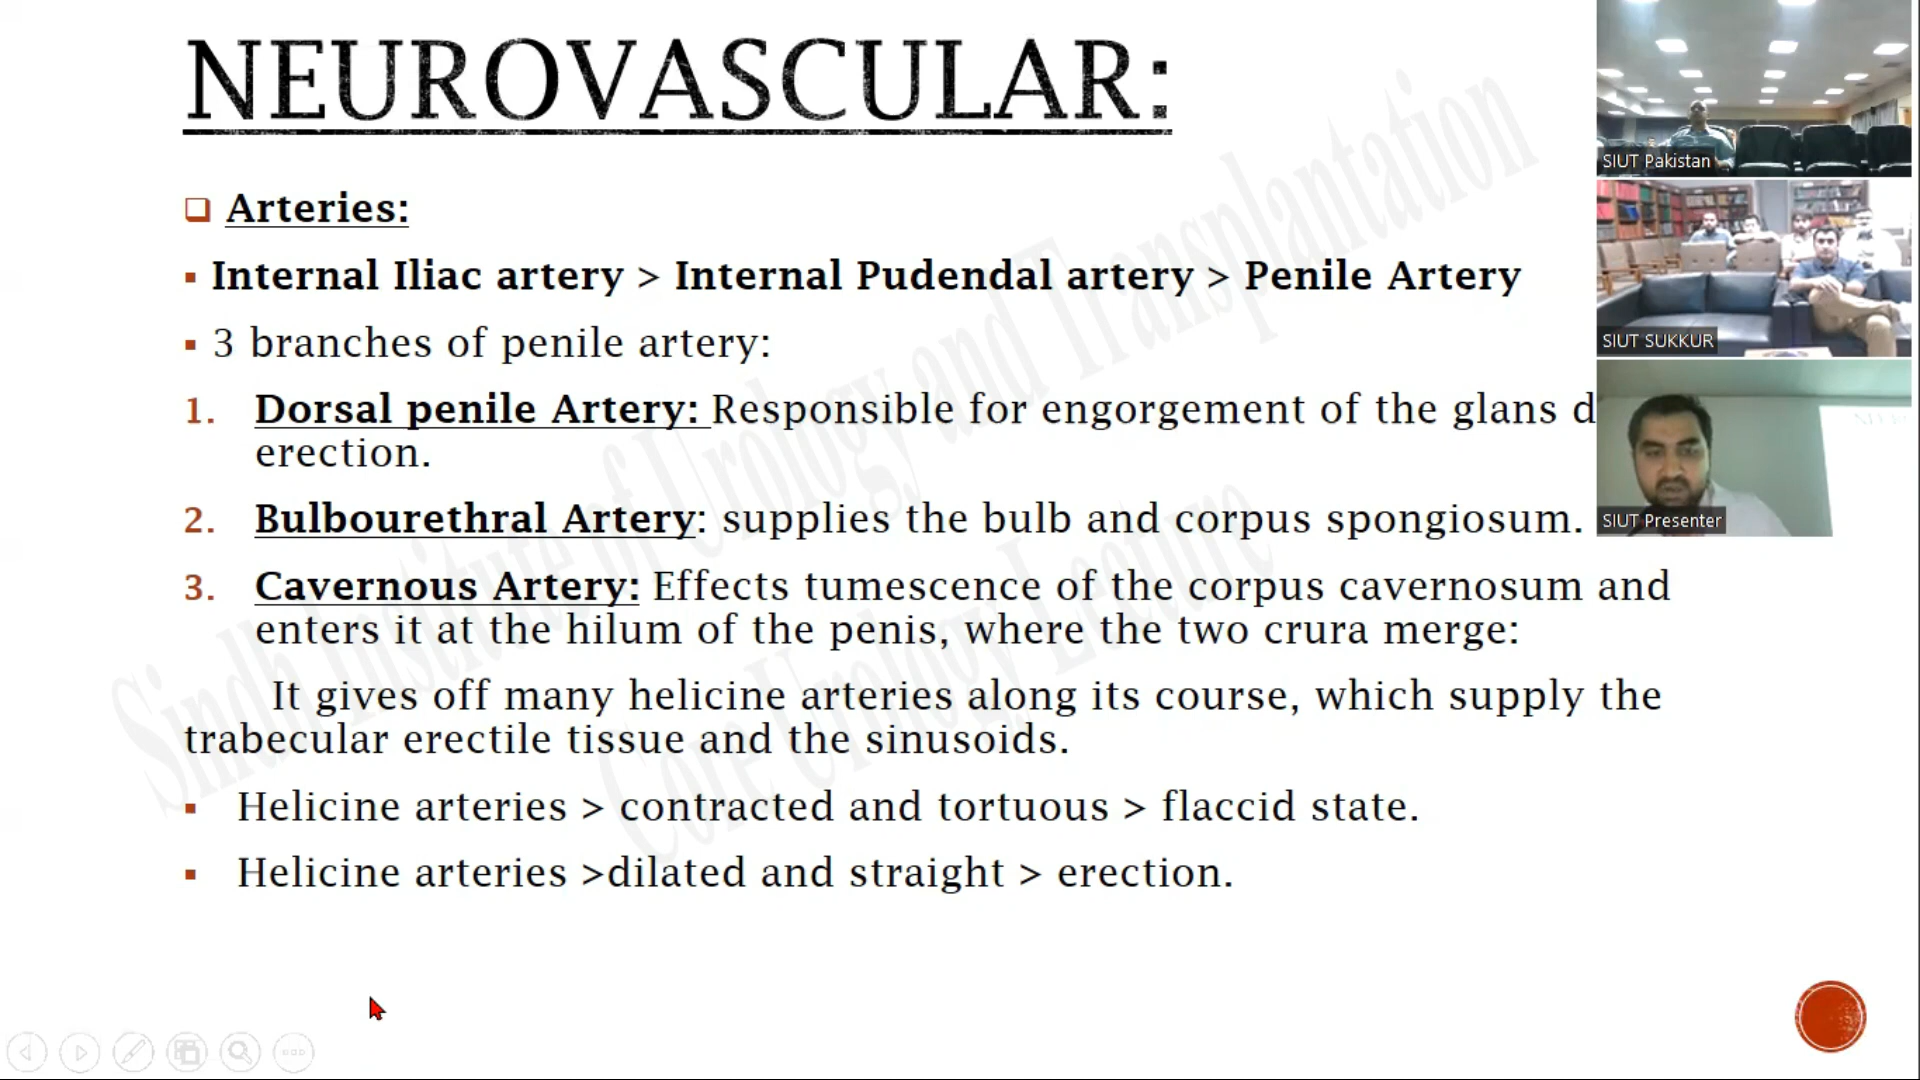 NEUROVASCULAR:
Arteries:
Internal Iliac artery > Internal Pudendal artery > Penile Artery
3 branches of penile artery:
1. Dorsal penile Artery: Responsible for engorgement of the glans d
erection.
2. Bulbourethral Artery: supplies the bulb and corpus spongiosum.
3. Cavernous Artery: Effects tumescence of the corpus cavernosum and
enters it at the hilum of the penis, where the two crura merge:
It gives off many helicine arteries along its course, which supply the
trabecular erectile tissue and the sinusoids.
Helicine arteries > contracted and tortuous > flaccid state.
Helicine arteries >dilated and straight > erection.
Sindh Institute of Urology and Transplantation
Core Urology Lecture
SIUT Pakistan
SIUT SUKKUR
SIUT Presenter